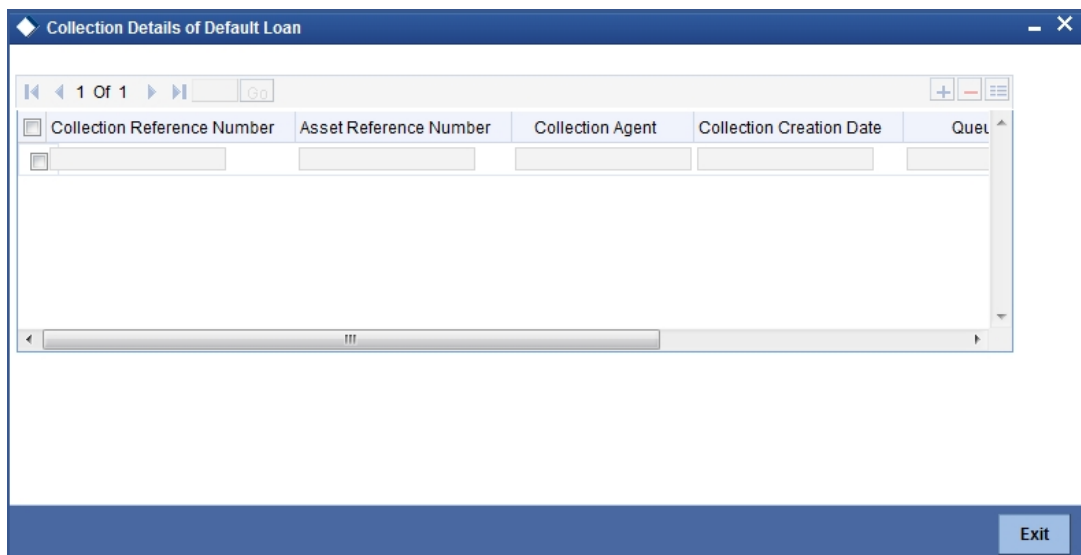 Collection Details of Default Loan
1 Of 1 Go
Collection Reference Number Asset Reference Number Collection Agent Collection Creation Date Queu
Exit